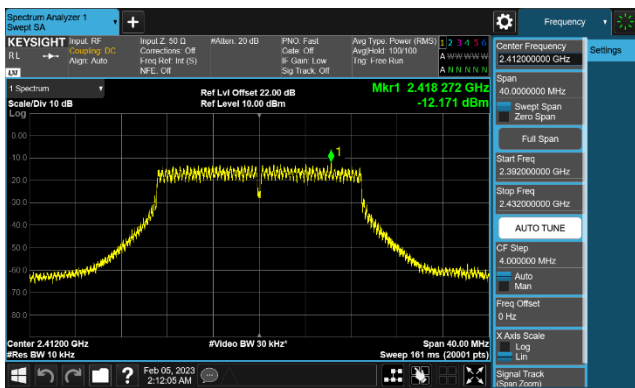 Spectrum Analyzer 1
Swept SA
Frequency
KEYSIGHT
RL
LXI
Input: RF
Coupling: DC
Align: Auto
Input Z: 50 Ω
Corrections: Off
Freq Ref: Int (S)
NFE: Off
#Atten: 20 dB
PNO: Fast
Gate: Off
IF Gain: Low
Sig Track: Off
Avg Type: Power (RMS)
Avg|Hold: 100/100
Trig: Free Run
1 2 3 4 5 6
A W W W W W
A N N N N N
1 Spectrum
Scale/Div 10 dB
Log
Ref Lvl Offset 22.00 dB
Ref Level 10.00 dBm
Mkr1 2.418 272 GHz
-12.171 dBm
1
0.00
-10.0
-20.0
-30.0
-40.0
-50.0
-60.0
-70.0
-80.0
Center 2.41200 GHz
#Res BW 10 kHz
#Video BW 30 kHz*
Span 40.00 MHz
Sweep 161 ms (20001 pts)
Feb 05, 2023
2:12:05 AM
?
Center Frequency
2.412000000 GHz
Settings
Span
40.0000000 MHz
Swept Span
Zero Span
Full Span
Start Freq
2.392000000 GHz
Stop Freq
2.432000000 GHz
AUTO TUNE
CF Step
4.000000 MHz
Auto
Man
Freq Offset
0 Hz
X Axis Scale
Log
Lin
Signal Track
(Span Zoom)